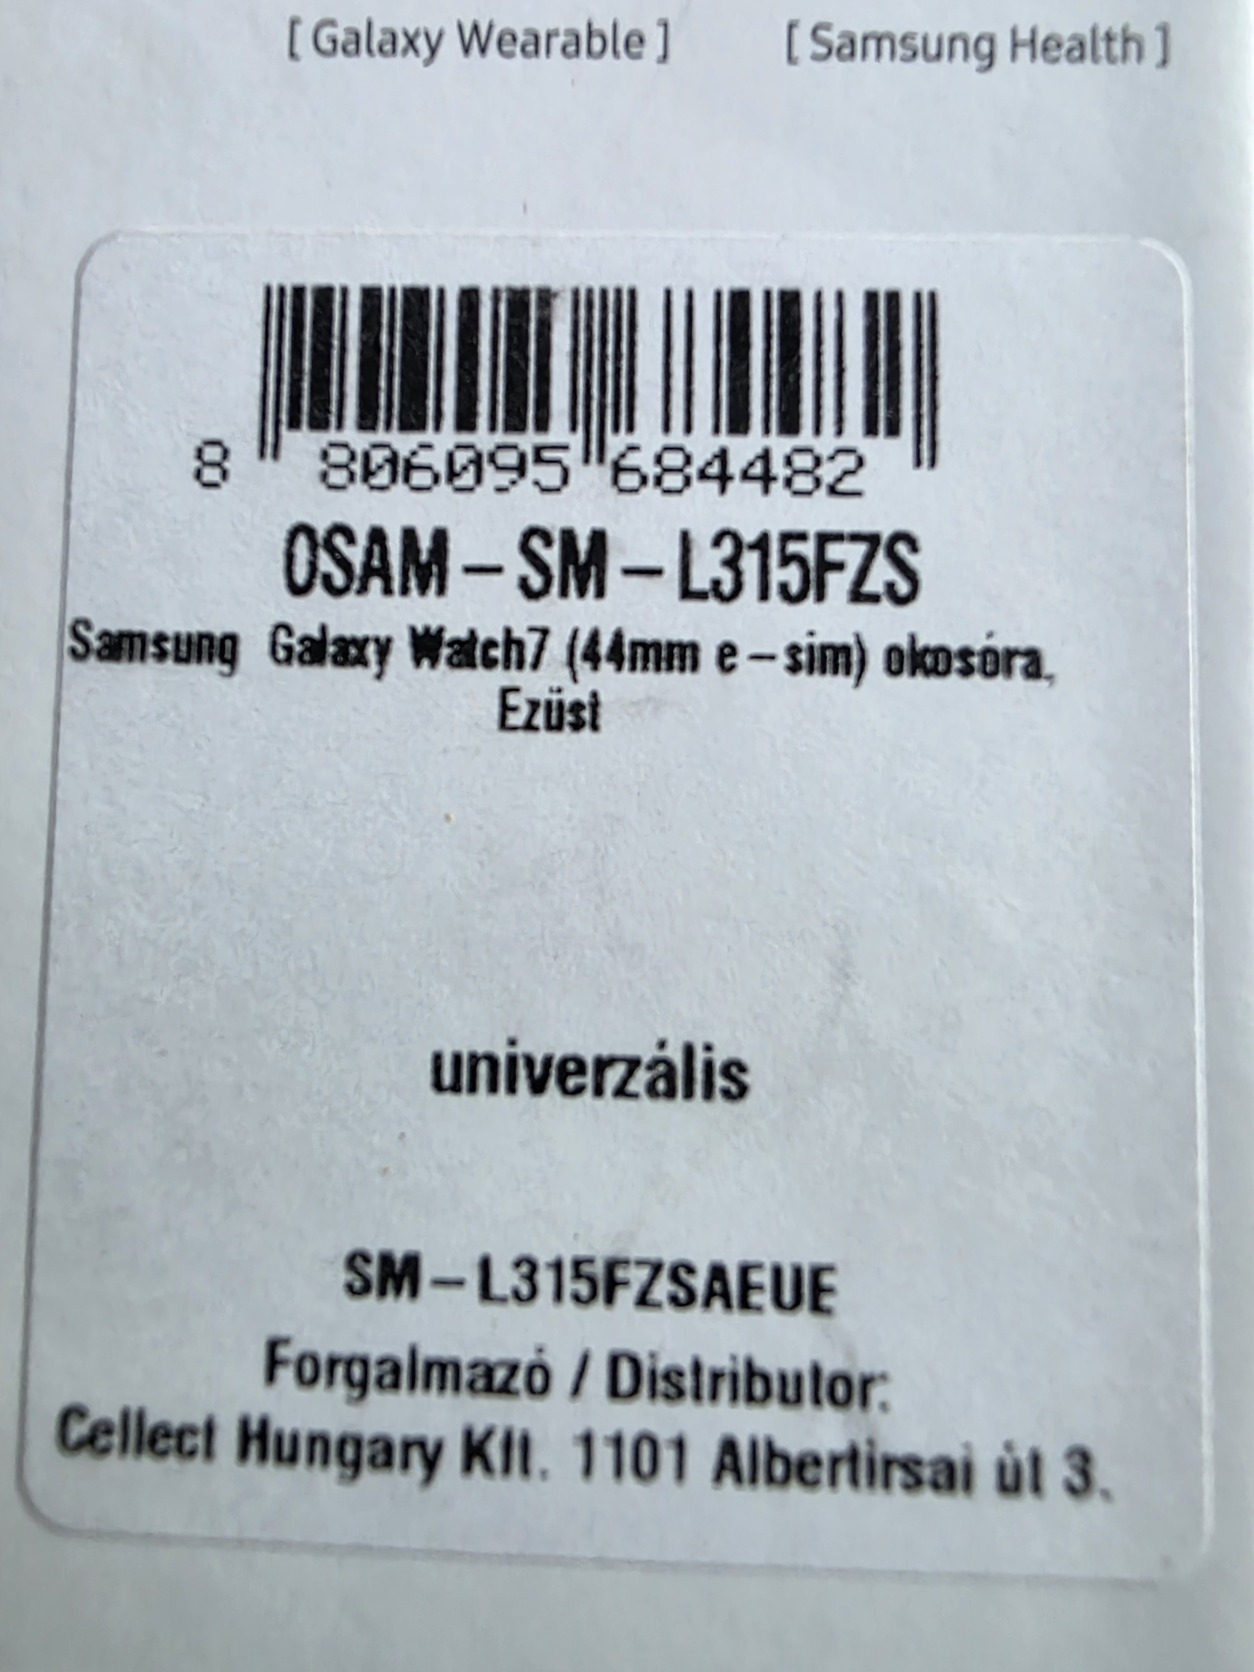 [ Galaxy Wearable ] [ Samsung Health ]
8 806095 684482
OSAM-SM-L315FZS
Samsung Galaxy Watch7 (44mm e-sim) okosóra,
Ezüst
univerzális
SM-L315FZSAEUE
Forgalmazó / Distributor:
Cellect Hungary Kft. 1101 Albertirsai út 3.